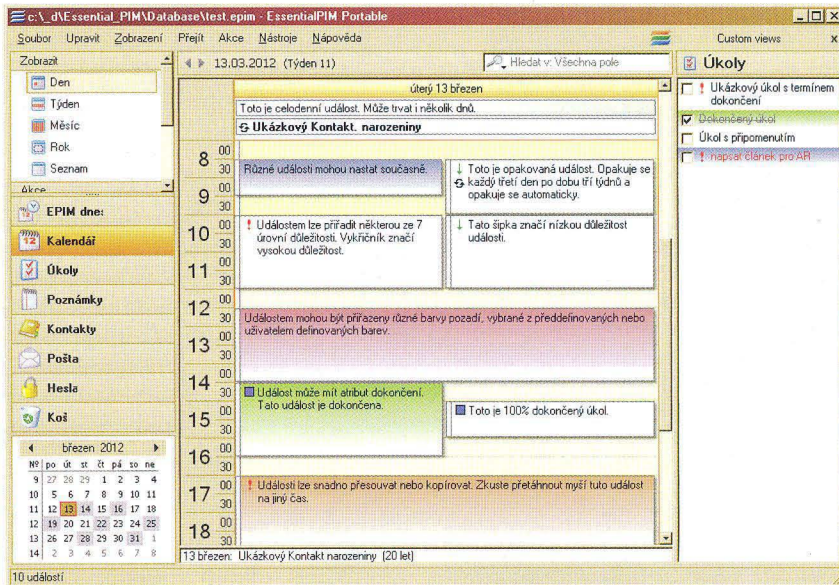 c:\_d\Essential_PIM\Database\test.epim - EssentialPIM Portable
Soubor Upravit Zobrazení Přejít Akce Nástroje Nápověda
Custom views x
Zobrazit
Den
Týden
Měsíc
Rok
Seznam
Akce
EPIM dne:
Kalendář
Úkoly
Poznámky
Kontakty
Pošta
Hesla
Koš
březen 2012
Nº po út st čt pá so ne
9 27 28 29 1 2 3 4
10 5 6 7 8 9 10 11
11 12 13 14 15 16 17 18
12 19 20 21 22 23 24 25
13 26 27 28 29 30 31 1
14 2 3 4 5 6 7 8
13.03.2012 (Týden 11)
Hledat v: Všechna pole
úterý 13 březen
Toto je celodenní událost. Může trvat i několik dnů.
Ukázkový Kontakt. narozeniny
8 00
30
Různé události mohou nastat současně.
↓ Toto je opakovaná událost. Opakuje se
každý třetí den po dobu tří týdnů a
opakuje se automaticky.
9 00
30
10 00
30
! Událostem lze přiřadit některou ze 7
úrovní důležitosti. Vykřičník značí
vysokou důležitost.
↓ Tato šipka značí nízkou důležitost
události.
11 00
30
12 00
30
Událostem mohou být přiřazeny různé barvy pozadí, vybrané z předdefinovaných nebo
uživatelem definovaných barev.
13 00
30
14 00
30
Událost může mít atribut dokončení.
Tato událost je dokončena.
Toto je 100% dokončený úkol.
15 00
30
16 00
30
17 00
30
! Události lze snadno přesouvat nebo kopírovat. Zkuste přetáhnout myší tuto událost
na jiný čas.
18 00
30
13 březen: Ukázkový Kontakt narozeniny (20 let)
Úkoly
! Ukázkový úkol s termínem
dokončení
Dokončený úkol
Úkol s připomenutím
! napsat článek pro AR
10 událostí